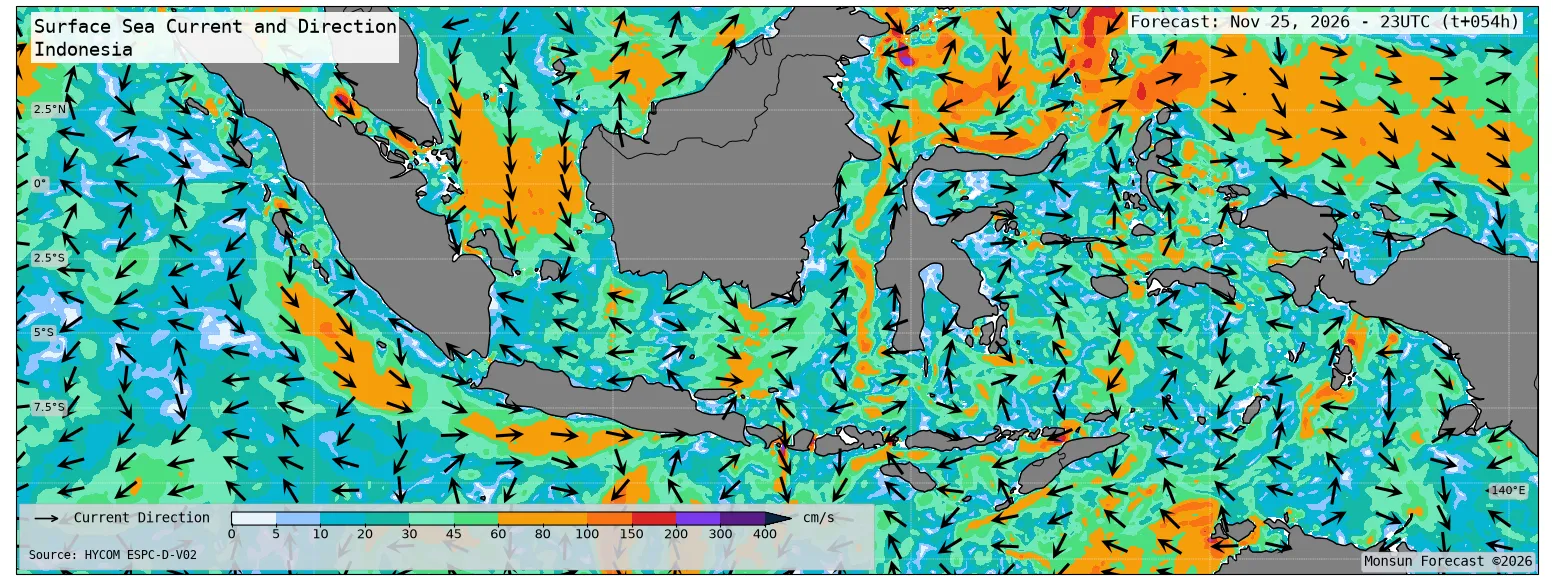 Surface Sea Current and Direction
Indonesia
Forecast: Nov 25, 2026 - 23UTC (t+054h)
2.5°N
0°
2.5°S
5°S
7.5°S
140°E
Current Direction
0 5 10 20 30 45 60 80 100 150 200 300 400 cm/s
Source: HYCOM ESPC-D-V02
Monsun Forecast ©2026